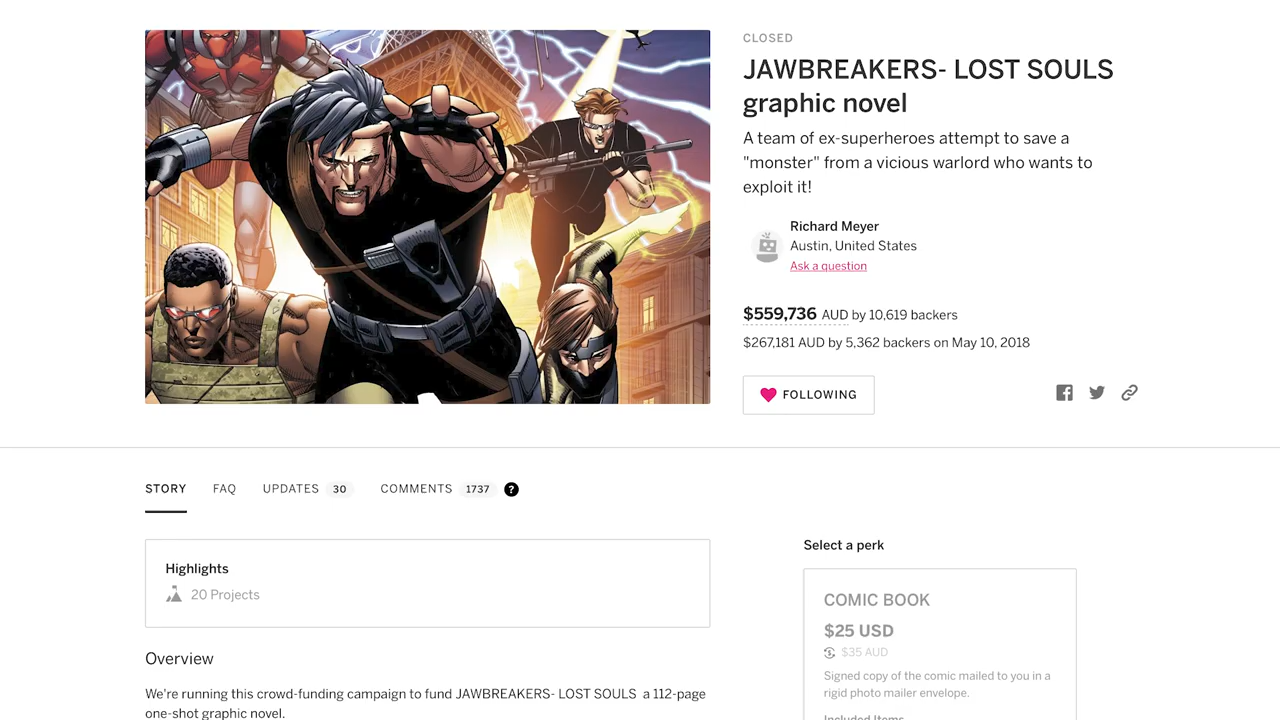 CLOSED
JAWBREAKERS- LOST SOULS
graphic novel
A team of ex-superheroes attempt to save a
"monster" from a vicious warlord who wants to
exploit it!
Richard Meyer
Austin, United States
Ask a question
$559,736 AUD by 10,619 backers
$267,181 AUD by 5,362 backers on May 10, 2018
FOLLOWING
STORY FAQ UPDATES 30 COMMENTS 1737 ?
Highlights
20 Projects
Overview
We're running this crowd-funding campaign to fund JAWBREAKERS- LOST SOULS a 112-page
one-shot graphic novel.
Select a perk
COMIC BOOK
$25 USD
$35 AUD
Signed copy of the comic mailed to you in a
rigid photo mailer envelope.
Included Items